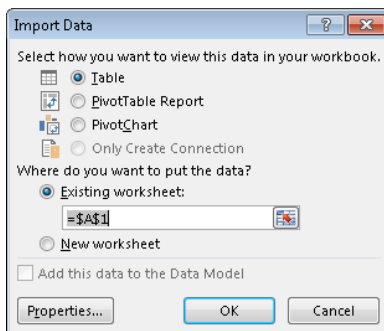 Import Data
Select how you want to view this data in your workbook.
Table
PivotTable Report
PivotChart
Only Create Connection
Where do you want to put the data?
Existing worksheet:
=$A$1
New worksheet
Add this data to the Data Model
Properties... OK Cancel